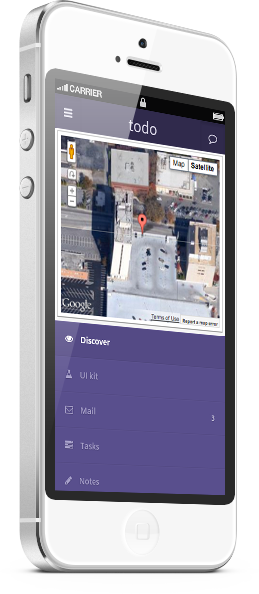 CARRIER
todo
Map Satellite
Google
Terms of Use Report a map error
Discover
UI kit
Mail 3
Tasks
Notes